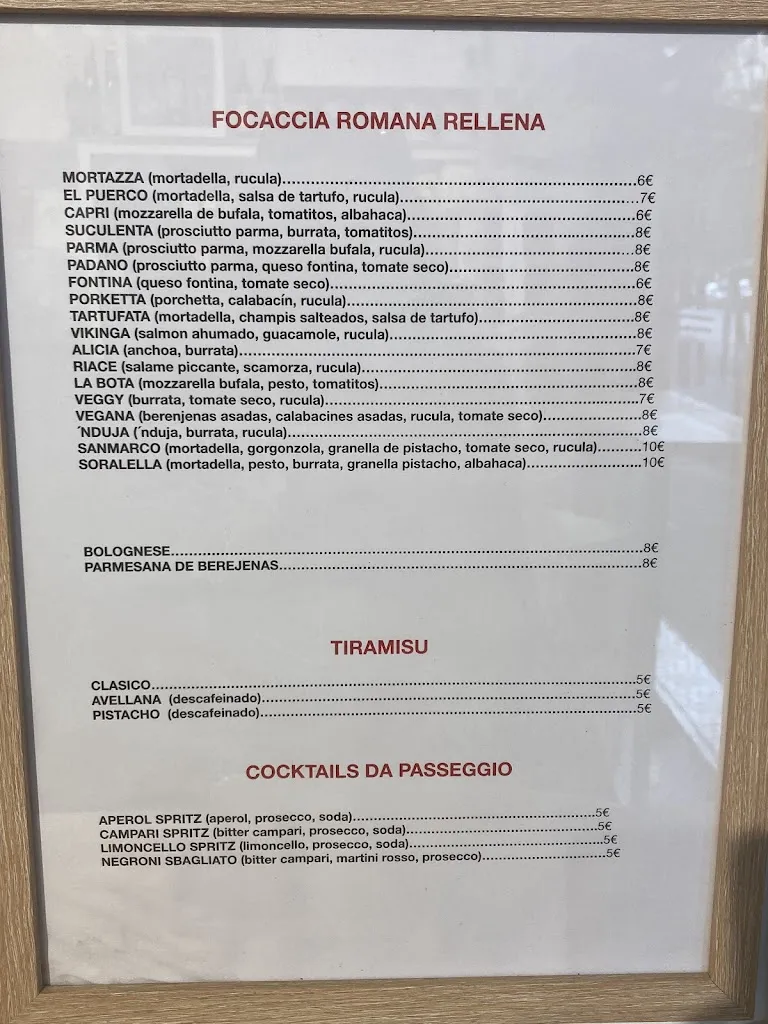 FOCACCIA ROMANA RELLENA
MORTAZZA (mortadella, rucula)........6€
EL PUERCO (mortadella, salsa de tartufo, rucula)........7€
CAPRI (mozzarella de bufala, tomatitos, albahaca)........6€
SUCULENTA (prosciutto parma, burrata, tomatitos)........8€
PARMA (prosciutto parma, mozzarella bufala, rucula)........8€
PADANO (prosciutto parma, queso fontina, tomate seco)........8€
FONTINA (queso fontina, tomate seco)........6€
PORKETTA (porchetta, calabacín, rucula)........8€
TARTUFATA (mortadella, champis salteados, salsa de tartufo)........8€
VIKINGA (salmon ahumado, guacamole, rucula)........8€
ALICIA (anchoa, burrata)........7€
RIACE (salame piccante, scamorza, rucula)........8€
LA BOTA (mozzarella bufala, pesto, tomatitos)........8€
VEGGY (burrata, tomate seco, rucula)........7€
VEGANA (berenjenas asadas, calabacines asadas, rucula, tomate seco)........8€
´NDUJA (´nduja, burrata, rucula)........8€
SANMARCO (mortadella, gorgonzola, granella de pistacho, tomate seco, rucula)........10€
SORALELLA (mortadella, pesto, burrata, granella pistacho, albahaca)........10€
BOLOGNESE........8€
PARMESANA DE BEREJENAS........8€
TIRAMISU
CLASICO........5€
AVELLANA (descafeinado)........5€
PISTACHO (descafeinado)........5€
COCKTAILS DA PASSEGGIO
APEROL SPRITZ (aperol, prosecco, soda)........5€
CAMPARI SPRITZ (bitter campari, prosecco, soda)........5€
LIMONCELLO SPRITZ (limoncello, prosecco, soda)........5€
NEGRONI SBAGLIATO (bitter campari, martini rosso, prosecco)........5€